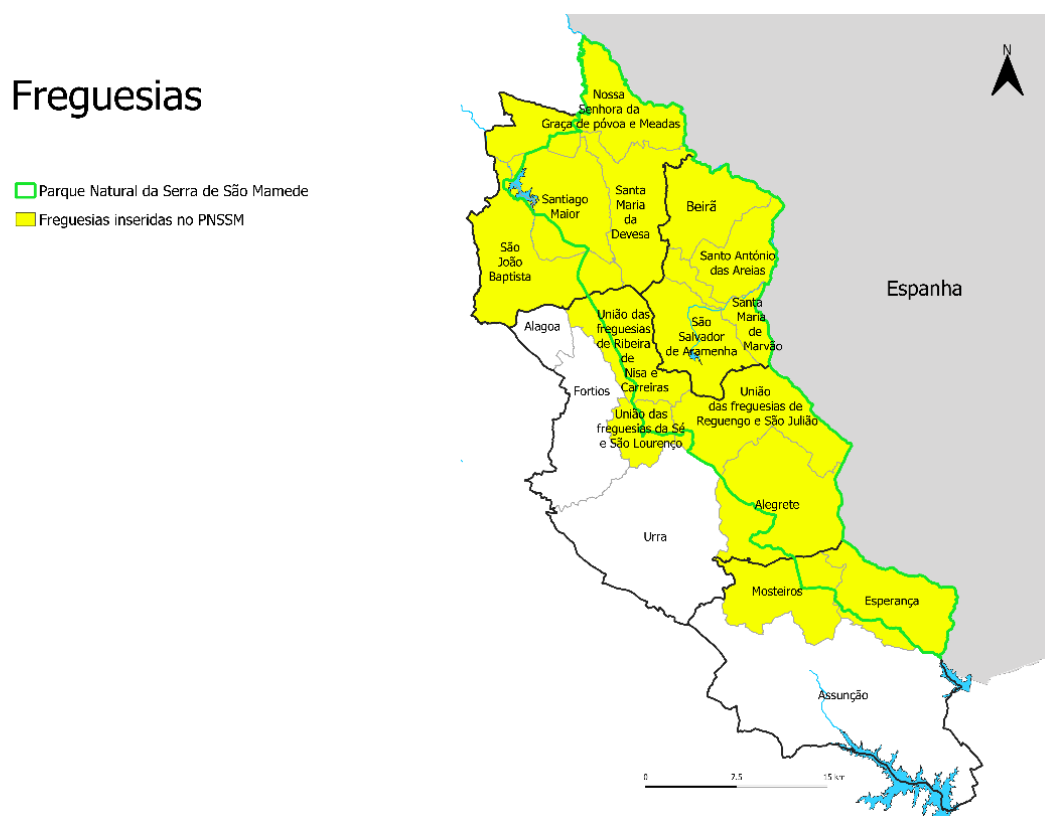 Freguesias
N
Parque Natural da Serra de São Mamede
Freguesias inseridas no PNSSM
Nossa
Senhora da
Graça de póvoa e Meadas
Santiago
Maior
Santa
Maria
da
Devesa
Beirã
São
João
Baptista
Santo António
das Areias
Espanha
Santa
Maria
de
Marvão
São
Salvador
de Aramenha
União das
freguesias
de Ribeira
de
Nisa e
Carreiras
Alagoa
Fortios
União
das freguesias de
Reguengo e São Julião
União das
freguesias da Sé
e São Lourenço
Alegrete
Urra
Mosteiros
Esperança
Assunção
0 7.5 15 km